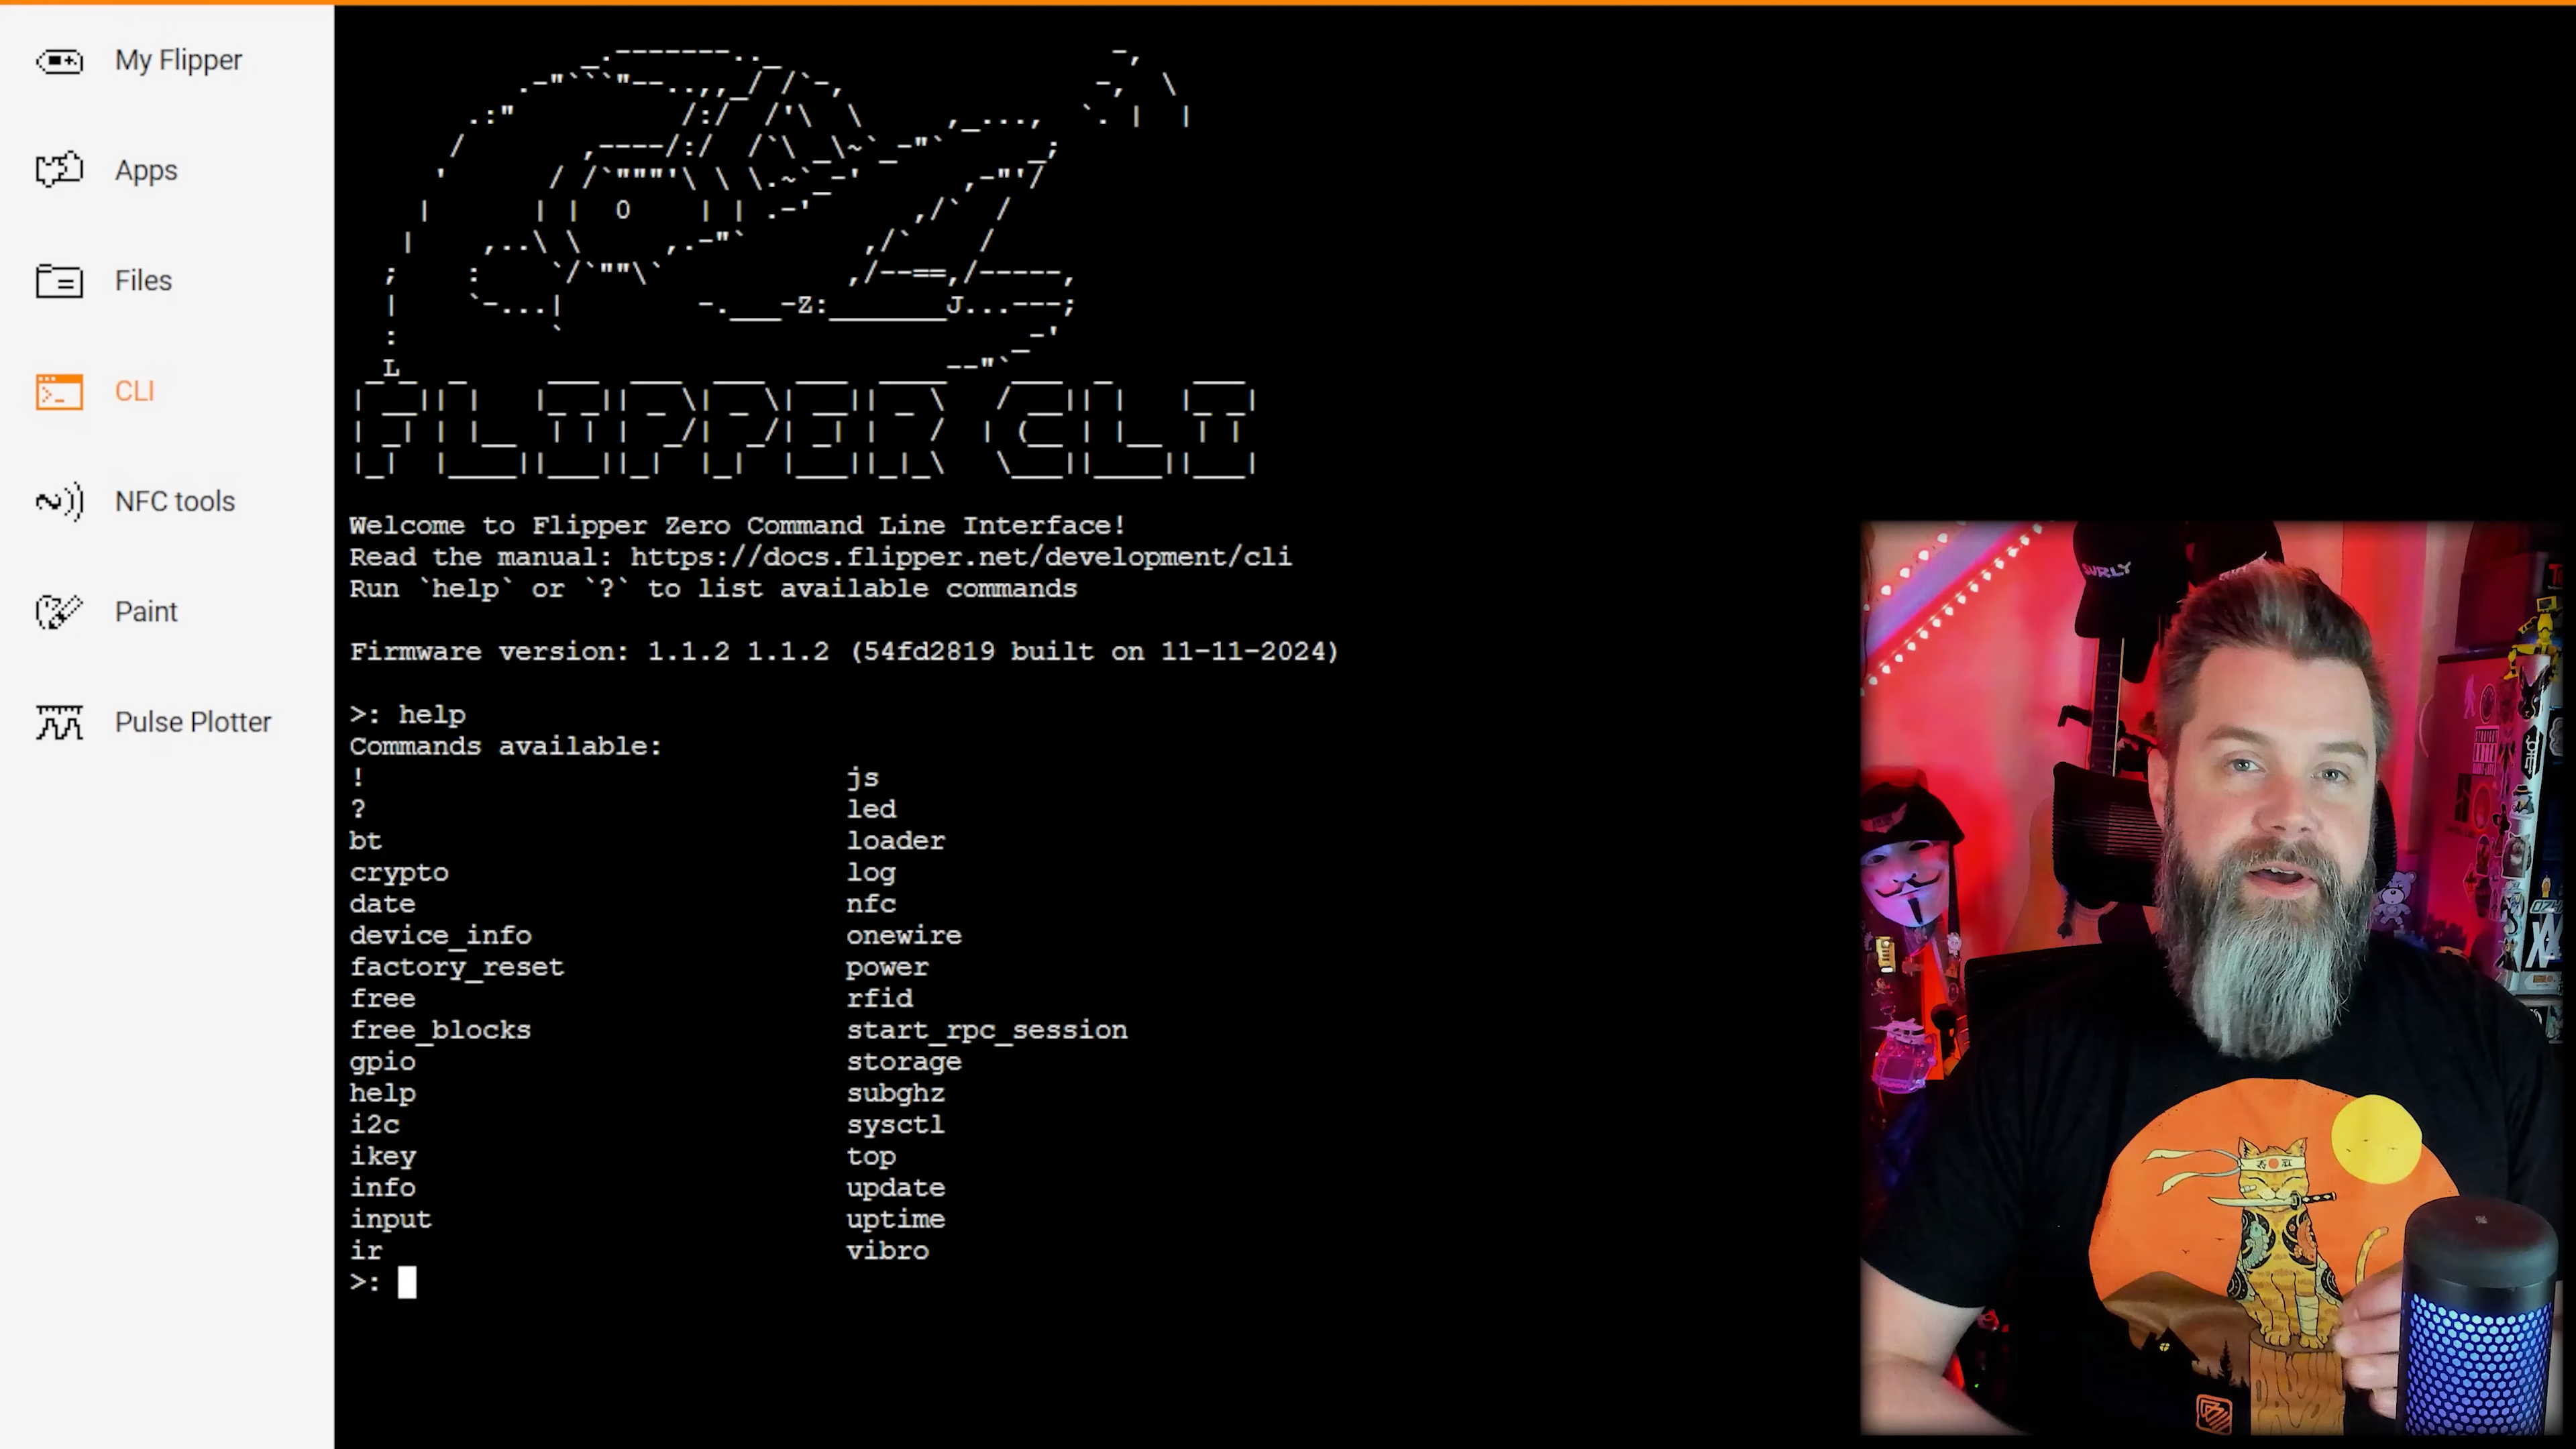 My Flipper
Apps
Files
CLI
NFC tools
Paint
Pulse Plotter
FLIPPER CLI
Welcome to Flipper Zero Command Line Interface!
Read the manual: https://docs.flipper.net/development/cli
Run `help` or `?` to list available commands
Firmware version: 1.1.2 1.1.2 (54fd2819 built on 11-11-2024)
>: help
Commands available:
! js
? led
bt loader
crypto log
date nfc
device_info onewire
factory_reset power
free rfid
free_blocks start_rpc_session
gpio storage
help subghz
i2c sysctl
ikey top
info update
input uptime
ir vibro
>:
SURLY